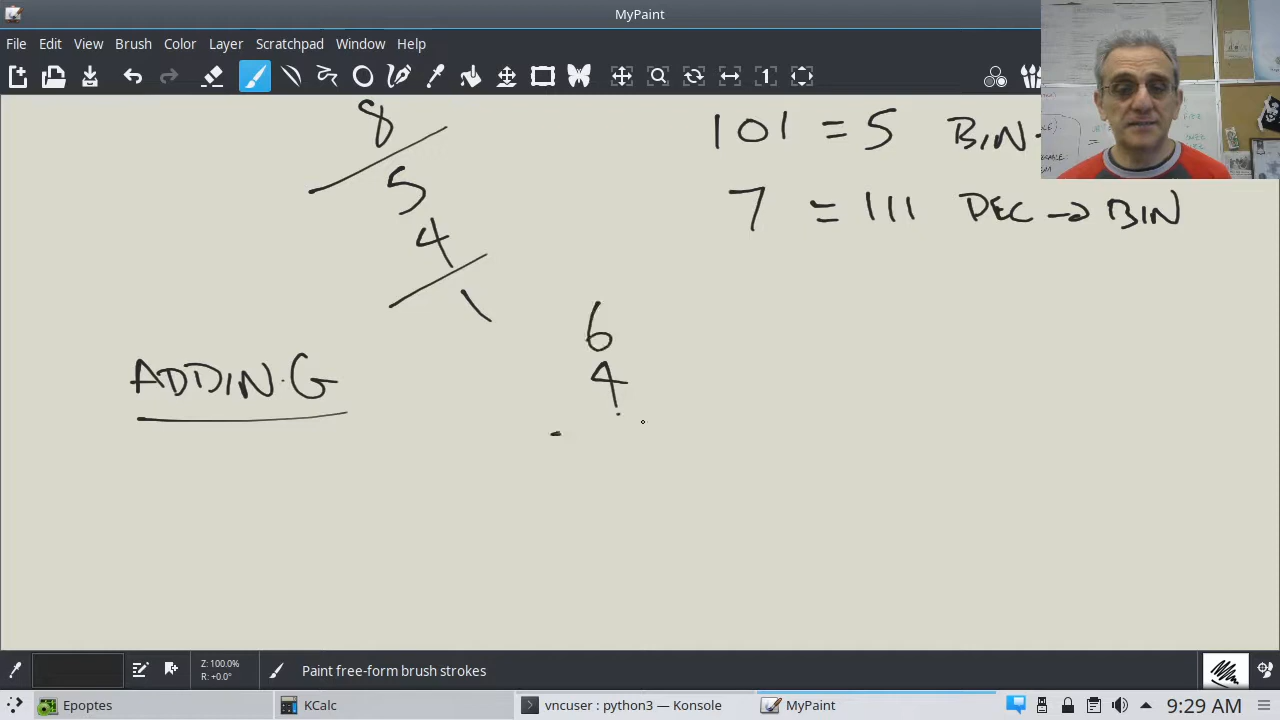 MyPaint
File Edit View Brush Color Layer Scratchpad Window Help
8
5
4
\
101 = 5 BIN
7 = 111 DEC → BIN
ADDING
6
4
Z: 100.0%
R: +0.0°
Paint free-form brush strokes
Epoptes
KCalc
vncuser : python3 — Konsole
MyPaint
9:29 AM